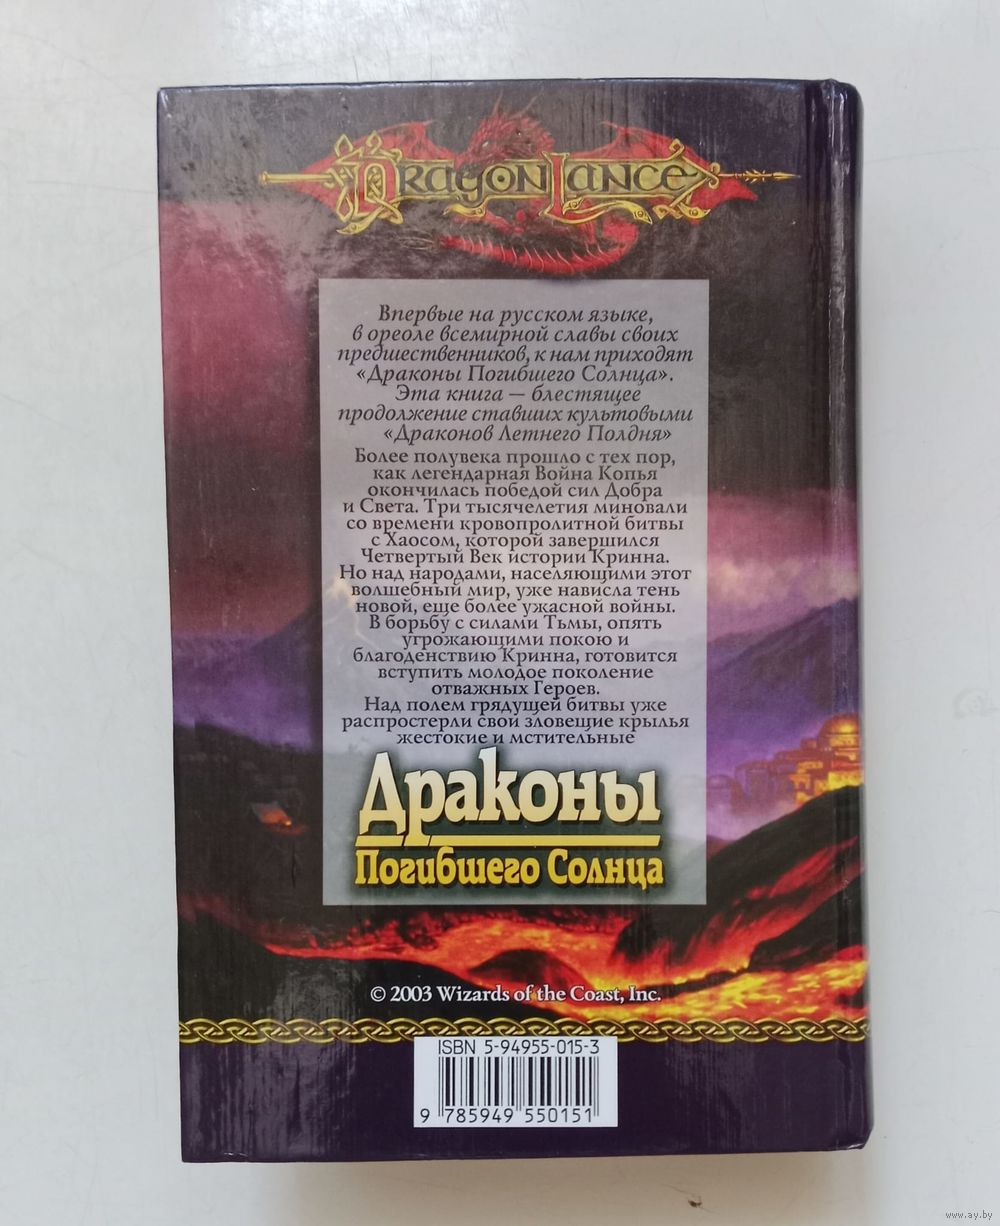 DRAGONLANCE
Впервые на русском языке,
в ореоле всемирной славы своих
предшественников, к нам приходят
«Драконы Погибшего Солнца».
Эта книга — блестящее
продолжение ставших культовыми
«Драконов Летнего Полдня»
Более полувека прошло с тех пор,
как легендарная Война Копья
окончилась победой сил Добра
и Света. Три тысячелетия миновали
со времени кровопролитной битвы
с Хаосом, которой завершился
Четвертый Век истории Кринна.
Но над народами, населяющими этот
волшебный мир, уже нависла тень
новой, еще более ужасной войны.
В борьбу с силами Тьмы, опять
угрожающими покою и
благоденствию Кринна, готовится
вступить молодое поколение
отважных Героев.
Над полем грядущей битвы уже
распростерли свои зловещие крылья
жестокие и мстительные
Драконы
Погибшего Солнца
© 2003 Wizards of the Coast, Inc.
ISBN 5-94955-015-3
9 785949 550151
www.ay.by